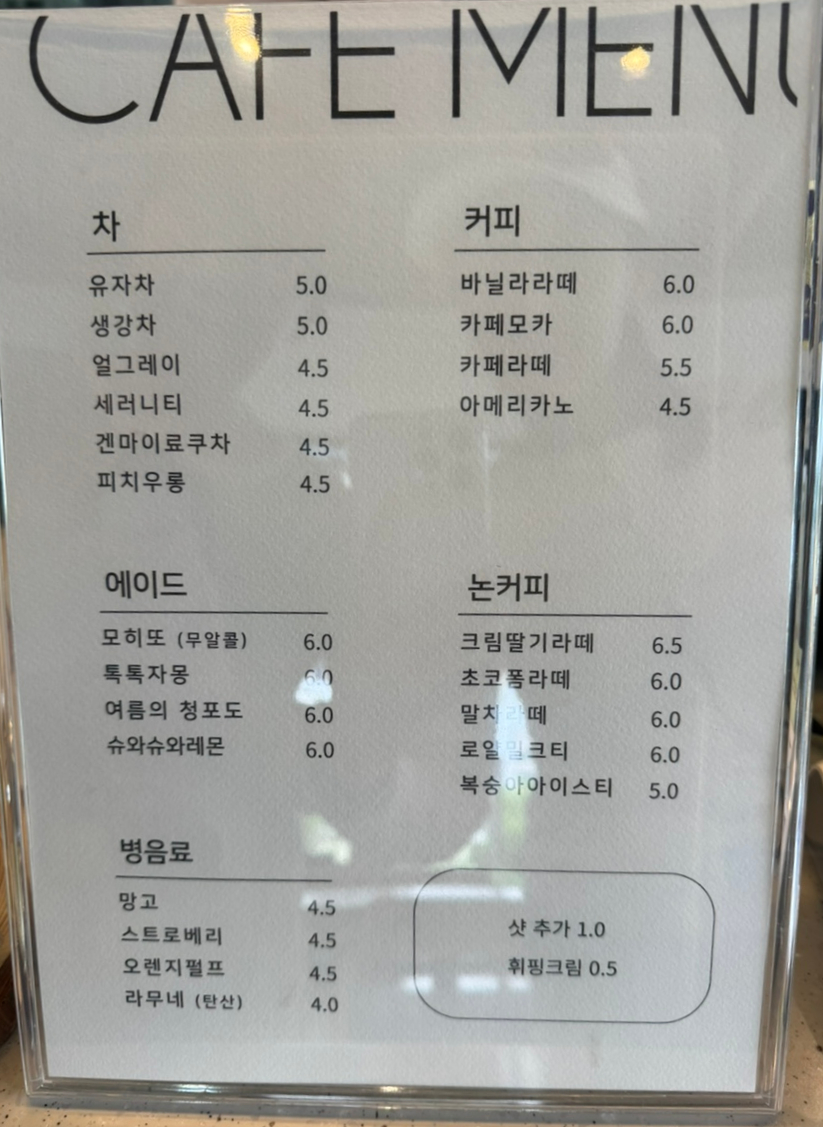 CAFE MENU
차
유자차 5.0
생강차 5.0
얼그레이 4.5
세러니티 4.5
겐마이료쿠차 4.5
피치우롱 4.5
커피
바닐라라떼 6.0
카페모카 6.0
카페라떼 5.5
아메리카노 4.5
에이드
모히또 (무알콜) 6.0
톡톡자몽 6.0
여름의 청포도 6.0
슈와슈와레몬 6.0
논커피
크림딸기라떼 6.5
초코폼라떼 6.0
말차라떼 6.0
로얄밀크티 6.0
복숭아아이스티 5.0
병음료
망고 4.5
스트로베리 4.5
오렌지펄프 4.5
라무네 (탄산) 4.0
샷 추가 1.0
휘핑크림 0.5